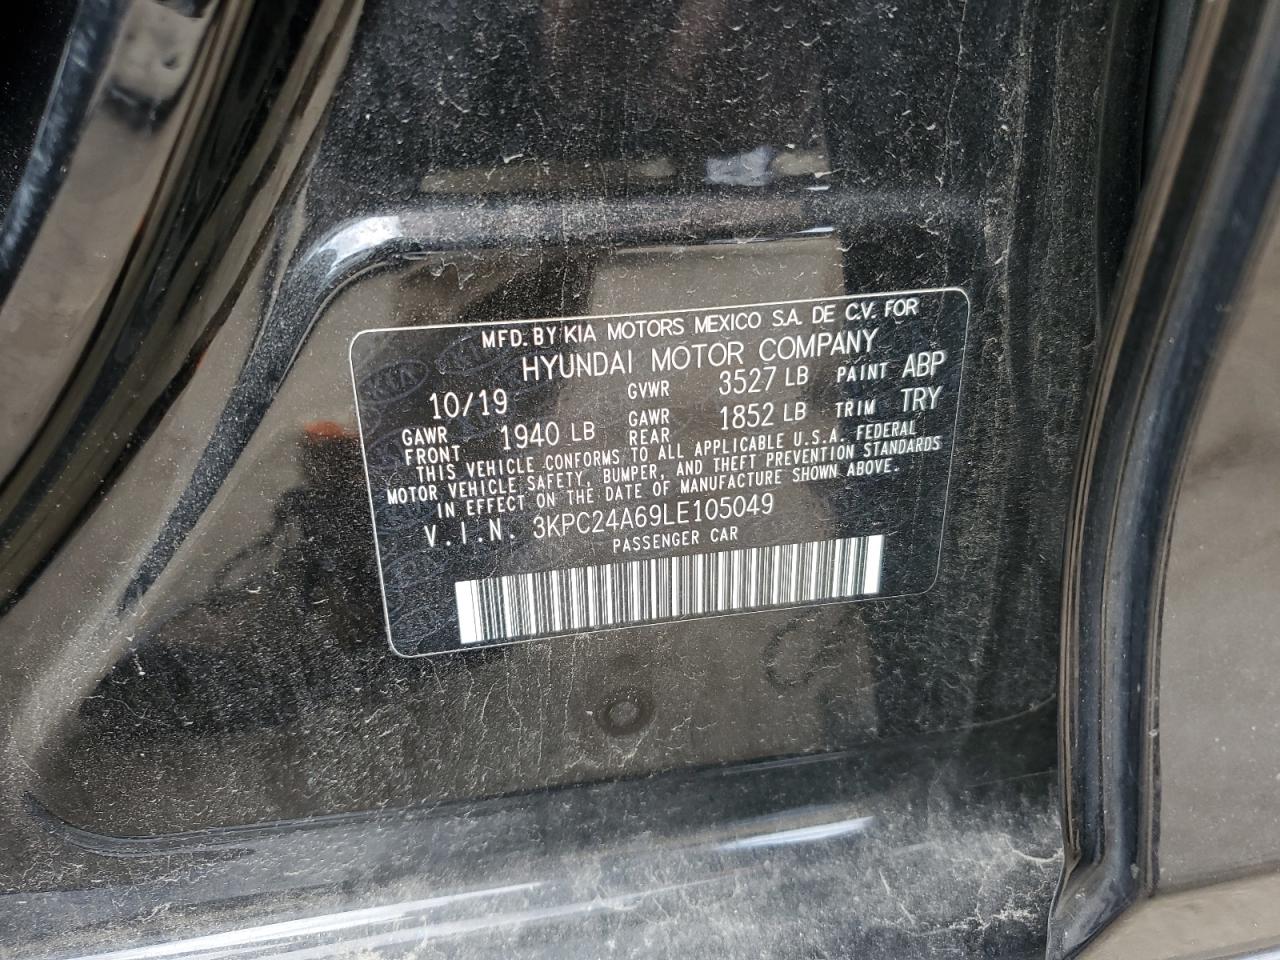 MFD. BY KIA MOTORS MEXICO S.A. DE C.V. FOR
HYUNDAI MOTOR COMPANY
10/19 GVWR 3527 LB PAINT ABP
GAWR FRONT 1940 LB GAWR REAR 1852 LB TRIM TRY
THIS VEHICLE CONFORMS TO ALL APPLICABLE U.S.A. FEDERAL
MOTOR VEHICLE SAFETY, BUMPER, AND THEFT PREVENTION STANDARDS
IN EFFECT ON THE DATE OF MANUFACTURE SHOWN ABOVE.
V.I.N. 3KPC24A69LE105049
PASSENGER CAR